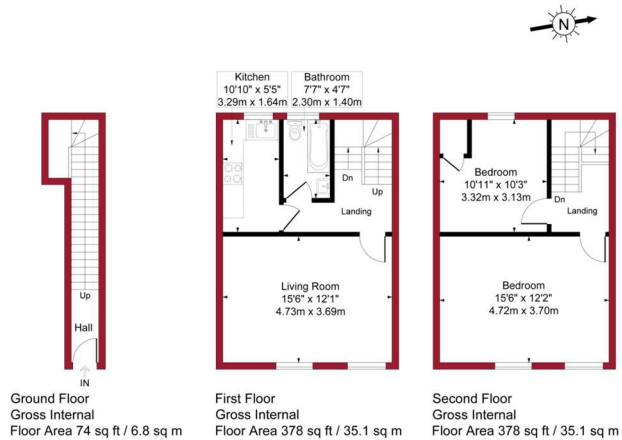 N
Kitchen
10'10" x 5'5"
3.29m x 1.64m
Bathroom
7'7" x 4'7"
2.30m x 1.40m
Dn
Up
Landing
Bedroom
10'11" x 10'3"
3.32m x 3.13m
Dn
Landing
Up
Hall
IN
Living Room
15'6" x 12'1"
4.73m x 3.69m
Bedroom
15'6" x 12'2"
4.72m x 3.70m
Ground Floor
Gross Internal
Floor Area 74 sq ft / 6.8 sq m
First Floor
Gross Internal
Floor Area 378 sq ft / 35.1 sq m
Second Floor
Gross Internal
Floor Area 378 sq ft / 35.1 sq m